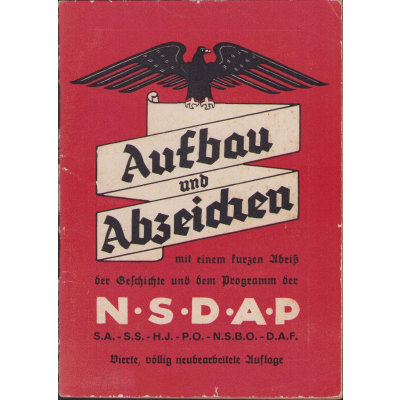 Aufbau
und
Abzeichen
mit einem kurzen Abriß
der Geschichte und dem Programm der
N·S·D·A·P
S.A. - S.S. - H.J. - P.O. - N.S.B.O. - D.A.F.
Vierte, völlig neubearbeitete Auflage